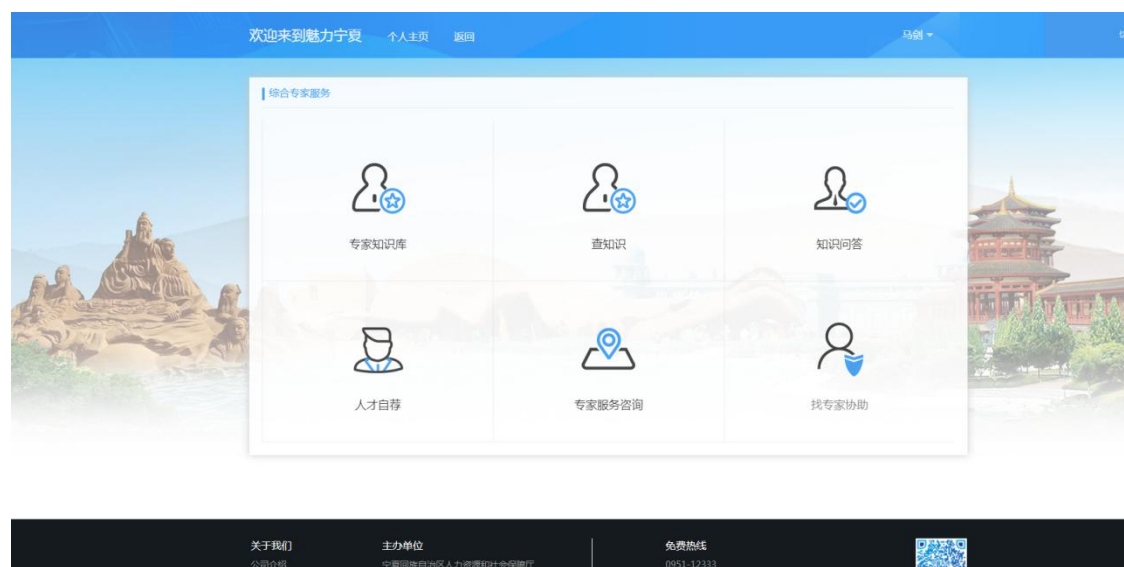 欢迎来到魅力宁夏 个人主页 返回 马剑
综合专家服务
专家知识库 查知识 知识问答
人才自荐 专家服务咨询 找专家协助
关于我们 主办单位 免费热线
公司介绍 宁夏回族自治区人力资源和社会保障厅 0951-12333